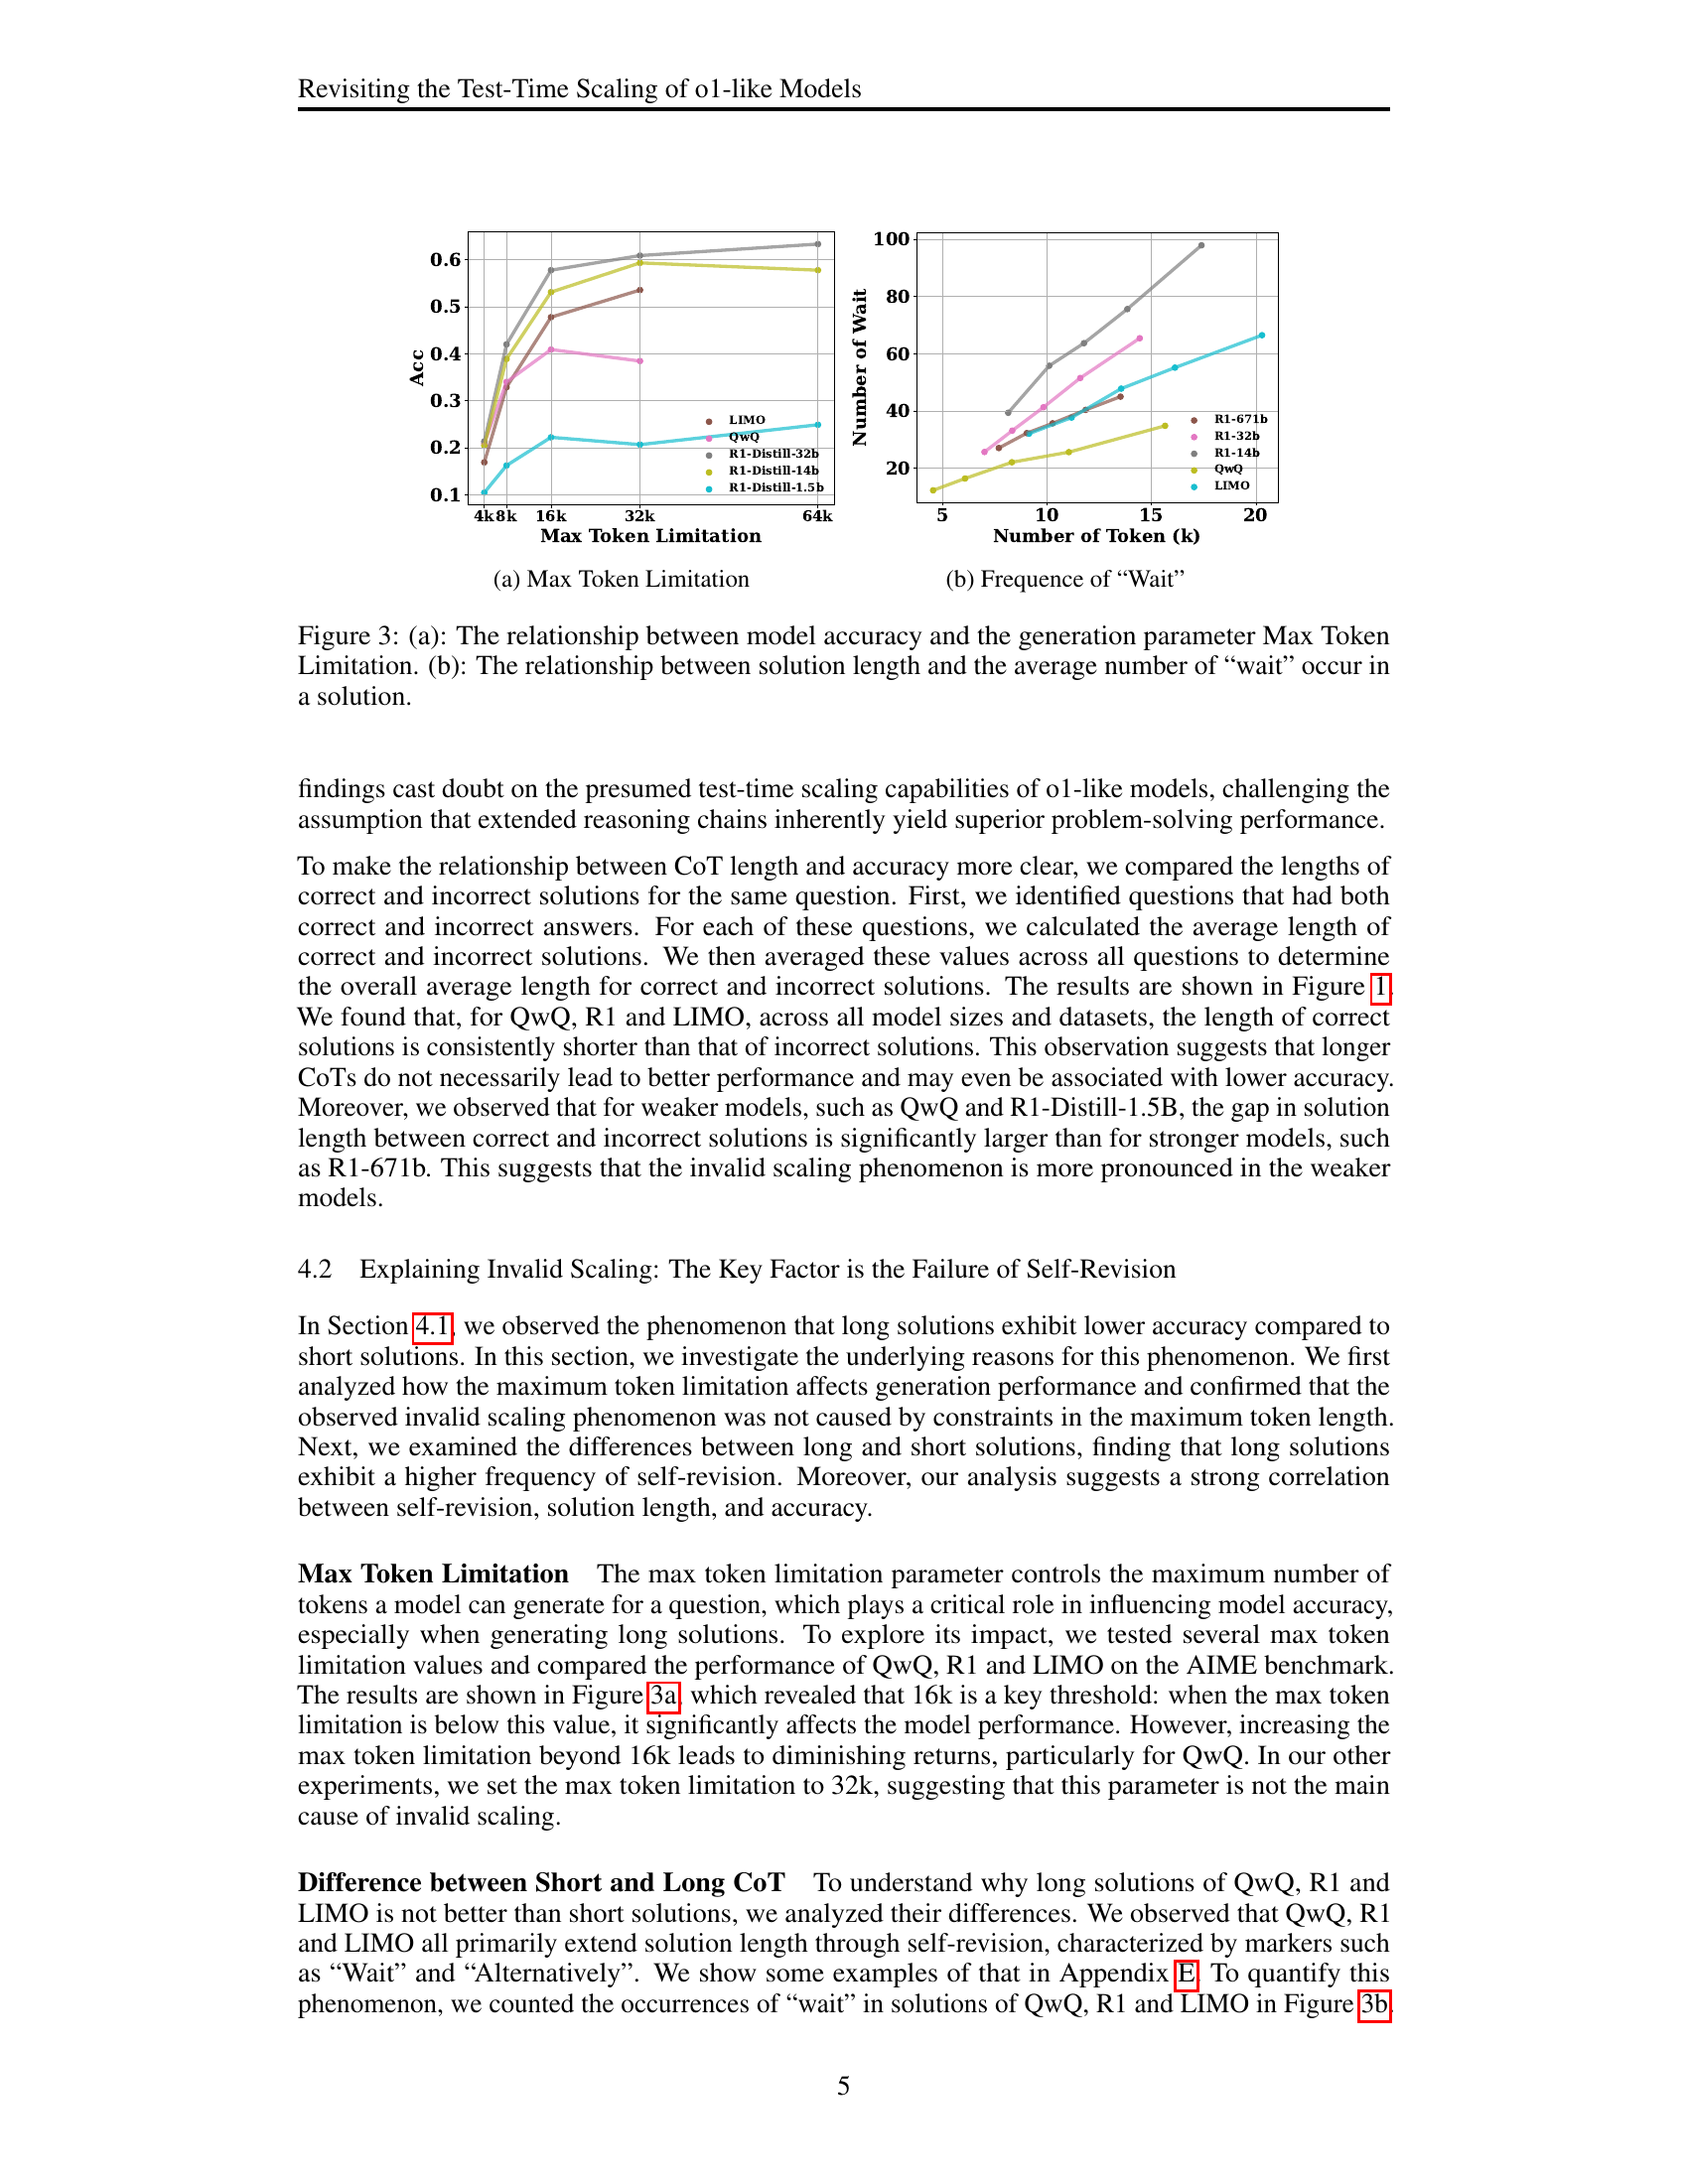 Revisiting the Test-Time Scaling of o1-like Models
0.6
0.5
0.4
0.3
0.2
0.1
Acc
4k 8k 16k 32k 64k
Max Token Limitation
LIMO
QwQ
R1-Distill-32b
R1-Distill-14b
R1-Distill-1.5b
(a) Max Token Limitation
100
80
60
40
20
Number of Wait
5 10 15 20
Number of Token (k)
R1-671b
R1-32b
R1-14b
QwQ
LIMO
(b) Frequence of “Wait”
Figure 3: (a): The relationship between model accuracy and the generation parameter Max Token
Limitation. (b): The relationship between solution length and the average number of “wait” occur in
a solution.
findings cast doubt on the presumed test-time scaling capabilities of o1-like models, challenging the
assumption that extended reasoning chains inherently yield superior problem-solving performance.
To make the relationship between CoT length and accuracy more clear, we compared the lengths of
correct and incorrect solutions for the same question. First, we identified questions that had both
correct and incorrect answers. For each of these questions, we calculated the average length of
correct and incorrect solutions. We then averaged these values across all questions to determine
the overall average length for correct and incorrect solutions. The results are shown in Figure 1.
We found that, for QwQ, R1 and LIMO, across all model sizes and datasets, the length of correct
solutions is consistently shorter than that of incorrect solutions. This observation suggests that longer
CoTs do not necessarily lead to better performance and may even be associated with lower accuracy.
Moreover, we observed that for weaker models, such as QwQ and R1-Distill-1.5B, the gap in solution
length between correct and incorrect solutions is significantly larger than for stronger models, such
as R1-671b. This suggests that the invalid scaling phenomenon is more pronounced in the weaker
models.
4.2 Explaining Invalid Scaling: The Key Factor is the Failure of Self-Revision
In Section 4.1, we observed the phenomenon that long solutions exhibit lower accuracy compared to
short solutions. In this section, we investigate the underlying reasons for this phenomenon. We first
analyzed how the maximum token limitation affects generation performance and confirmed that the
observed invalid scaling phenomenon was not caused by constraints in the maximum token length.
Next, we examined the differences between long and short solutions, finding that long solutions
exhibit a higher frequency of self-revision. Moreover, our analysis suggests a strong correlation
between self-revision, solution length, and accuracy.
Max Token Limitation The max token limitation parameter controls the maximum number of
tokens a model can generate for a question, which plays a critical role in influencing model accuracy,
especially when generating long solutions. To explore its impact, we tested several max token
limitation values and compared the performance of QwQ, R1 and LIMO on the AIME benchmark.
The results are shown in Figure 3a, which revealed that 16k is a key threshold: when the max token
limitation is below this value, it significantly affects the model performance. However, increasing the
max token limitation beyond 16k leads to diminishing returns, particularly for QwQ. In our other
experiments, we set the max token limitation to 32k, suggesting that this parameter is not the main
cause of invalid scaling.
Difference between Short and Long CoT To understand why long solutions of QwQ, R1 and
LIMO is not better than short solutions, we analyzed their differences. We observed that QwQ, R1
and LIMO all primarily extend solution length through self-revision, characterized by markers such
as “Wait” and “Alternatively”. We show some examples of that in Appendix E. To quantify this
phenomenon, we counted the occurrences of “wait” in solutions of QwQ, R1 and LIMO in Figure 3b.
5